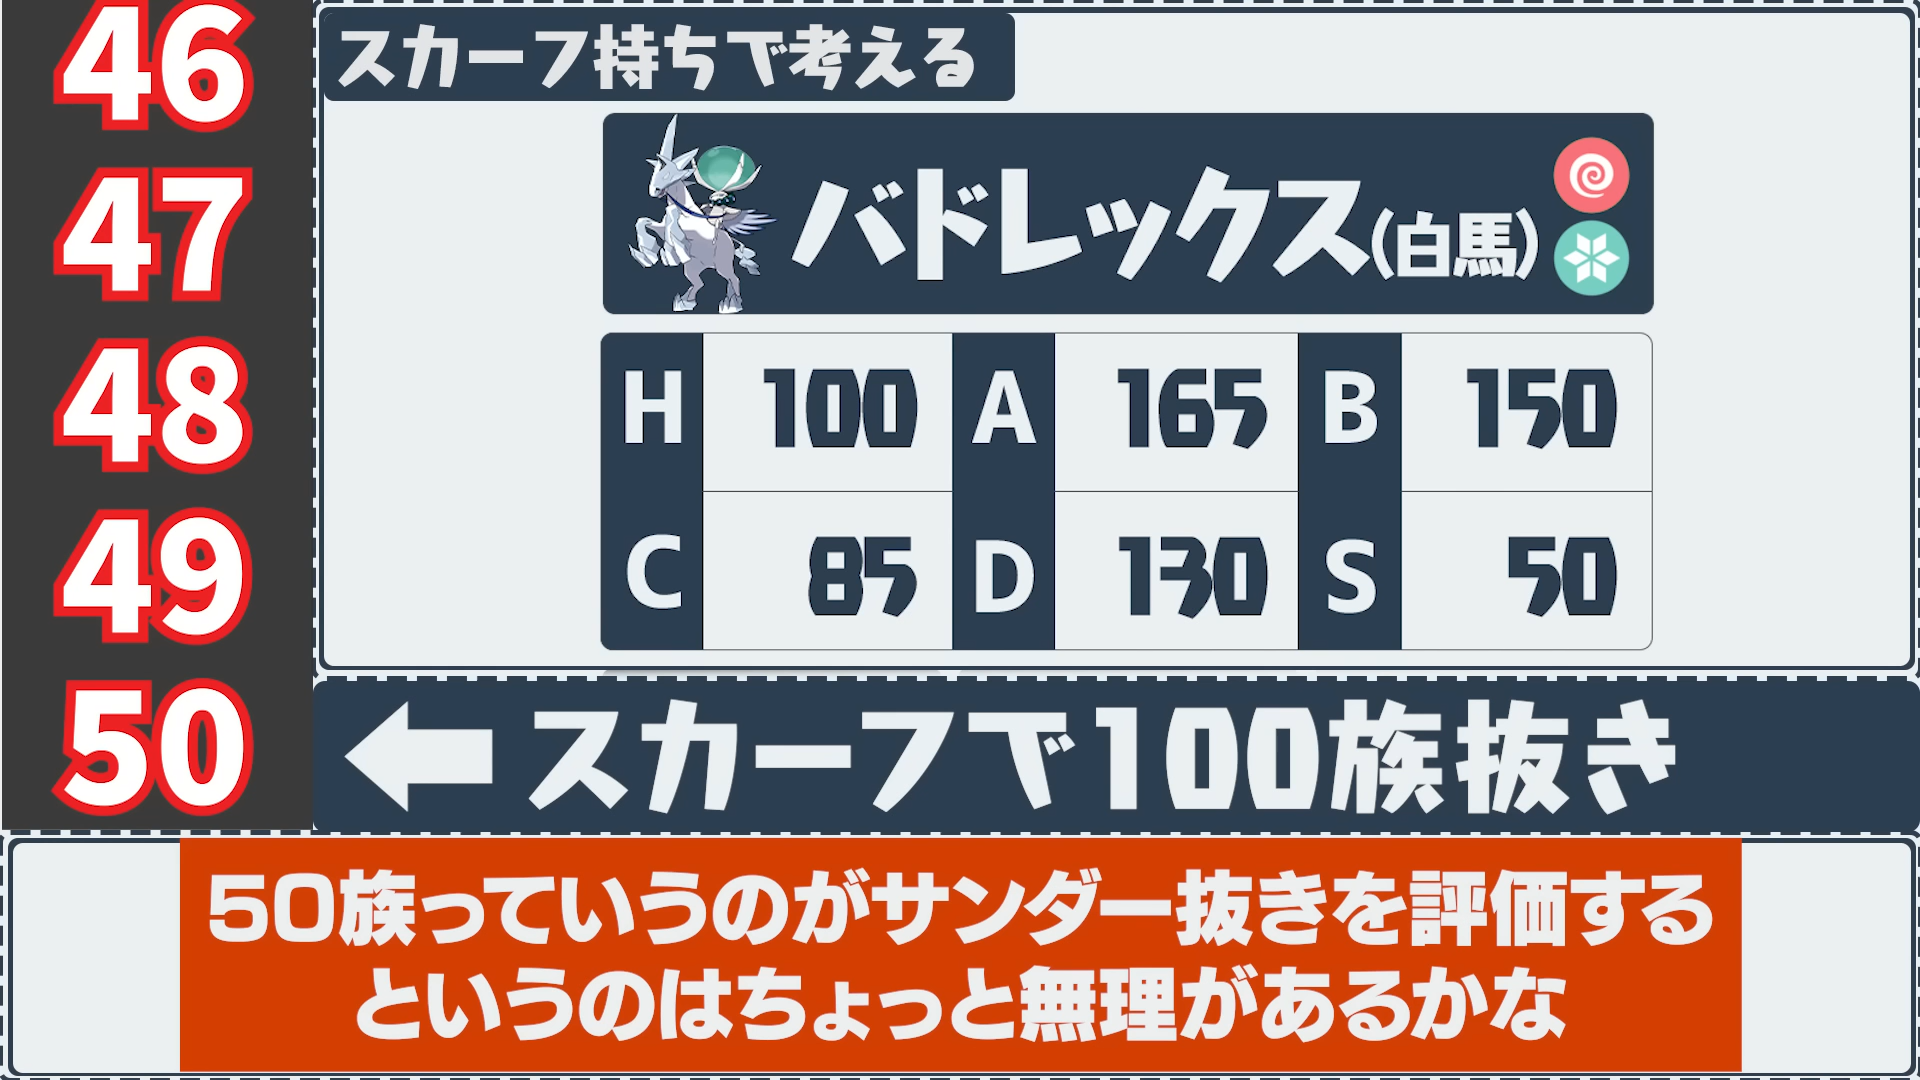 46
47
48
49
50
スカーフ持ちで考える
バドレックス(白馬)
H 100 A 165 B 150
C 85 D 130 S 50
←スカーフで100族抜き
50族っていうのがサンダー抜きを評価する
というのはちょっと無理があるかな